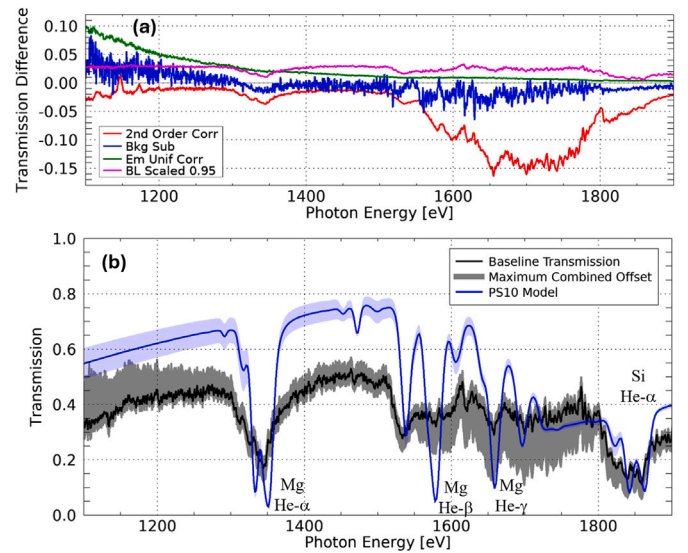 (a)
Transmission Difference
0.10
0.05
0.00
-0.05
-0.10
-0.15
2nd Order Corr
Bkg Sub
Em Unif Corr
BL Scaled 0.95
1200 1400 1600 1800
Photon Energy [eV]
(b)
Transmission
1.0
0.8
0.6
0.4
0.2
0.0
Baseline Transmission
Maximum Combined Offset
PS10 Model
Si
He-α
Mg
He-α
Mg
He-β
Mg
He-γ
1200 1400 1600 1800
Photon Energy [eV]